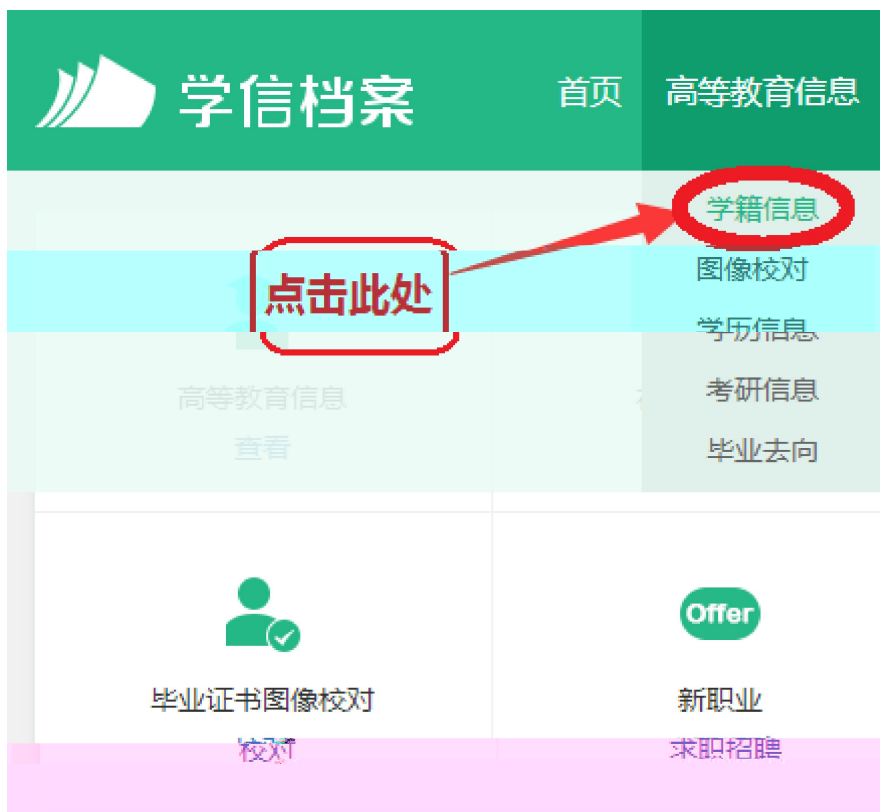 学信档案 首页 高等教育信息
学籍信息
图像校对
点击此处
学历信息
考研信息
高等教育信息
查看
毕业去向
Offer
毕业证书图像校对 新职业
校对 求职招聘